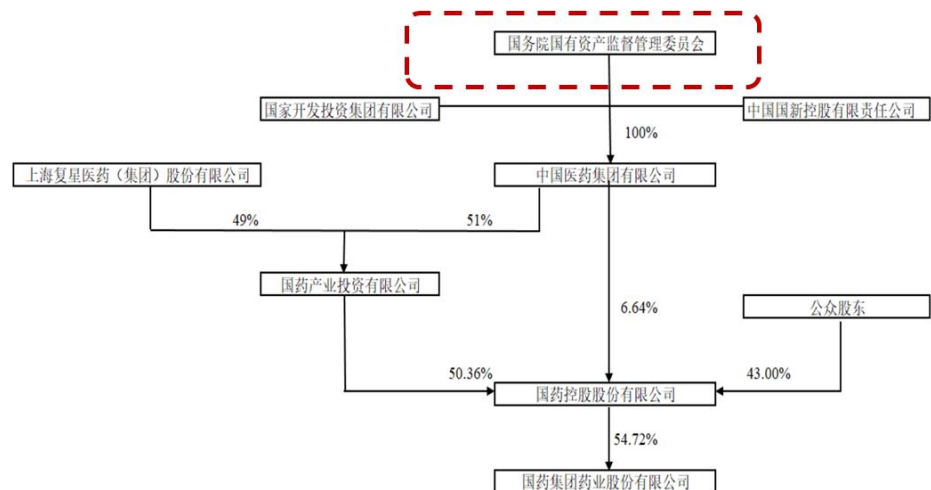 国务院国有资产监督管理委员会
国家开发投资集团有限公司
中国国新控股有限责任公司
100%
上海复星医药（集团）股份有限公司
中国医药集团有限公司
49%
51%
国药产业投资有限公司
6.64%
公众股东
50.36%
43.00%
国药控股股份有限公司
54.72%
国药集团药业股份有限公司